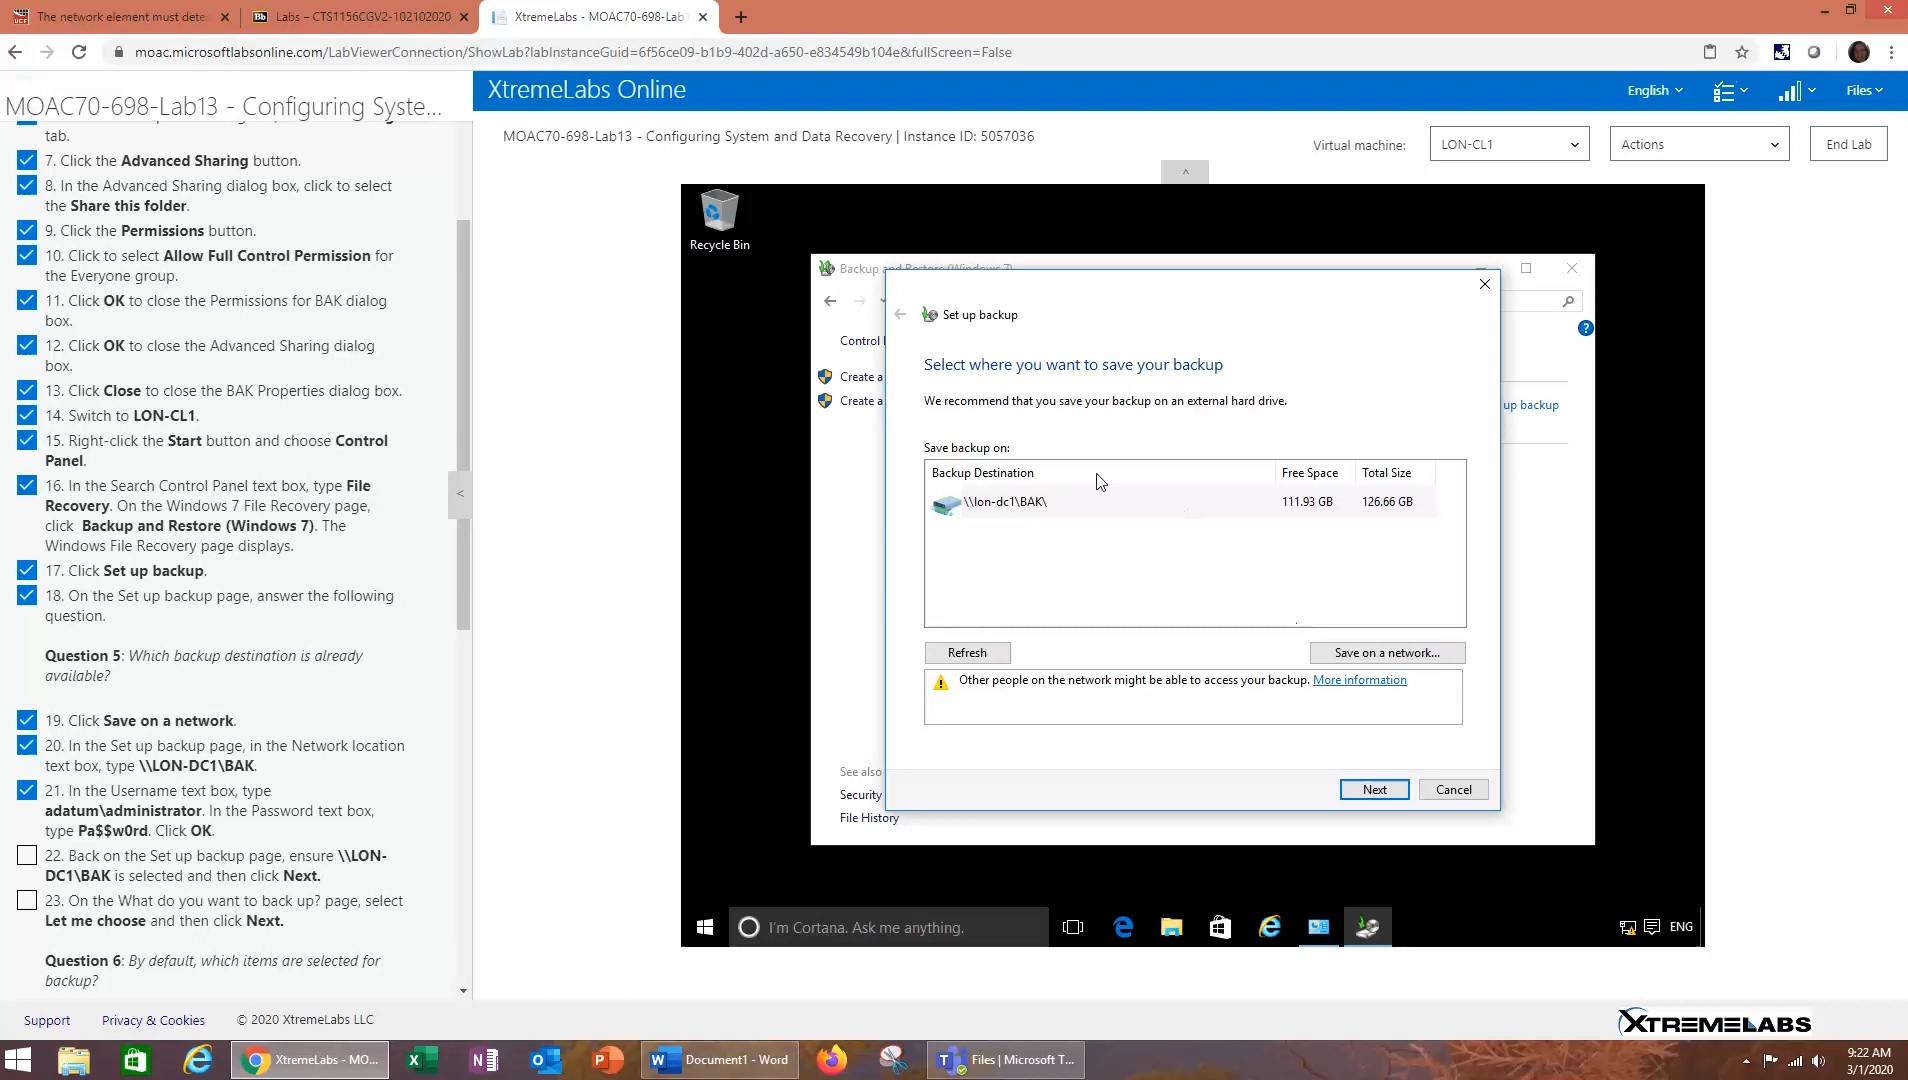 The network element must dete
Labs – CTS1156CGV2-102102020
XtremeLabs - MOAC70-698-Lab1
moac.microsoftlabsonline.com/LabViewerConnection/ShowLab?labInstanceGuid=6f56ce09-b1b9-402d-a650-e834549b104e&fullScreen=False
MOAC70-698-Lab13 - Configuring Syste...
tab.
7. Click the Advanced Sharing button.
8. In the Advanced Sharing dialog box, click to select
the Share this folder.
9. Click the Permissions button.
10. Click to select Allow Full Control Permission for
the Everyone group.
11. Click OK to close the Permissions for BAK dialog
box.
12. Click OK to close the Advanced Sharing dialog
box.
13. Click Close to close the BAK Properties dialog box.
14. Switch to LON-CL1.
15. Right-click the Start button and choose Control
Panel.
16. In the Search Control Panel text box, type File
Recovery. On the Windows 7 File Recovery page,
click Backup and Restore (Windows 7). The
Windows File Recovery page displays.
17. Click Set up backup.
18. On the Set up backup page, answer the following
question.
Question 5: Which backup destination is already
available?
19. Click Save on a network.
20. In the Set up backup page, in the Network location
text box, type \\LON-DC1\BAK.
21. In the Username text box, type
adatum\administrator. In the Password text box,
type Pa$$w0rd. Click OK.
22. Back on the Set up backup page, ensure \\LON-
DC1\BAK is selected and then click Next.
23. On the What do you want to back up? page, select
Let me choose and then click Next.
Question 6: By default, which items are selected for
backup?
XtremeLabs Online
English
Files
MOAC70-698-Lab13 - Configuring System and Data Recovery | Instance ID: 5057036
Virtual machine:
LON-CL1
Actions
End Lab
Recycle Bin
Backup and Restore (Windows 7)
Control
Create a
Create a
up backup
See also
Security
File History
Set up backup
Select where you want to save your backup
We recommend that you save your backup on an external hard drive.
Save backup on:
Backup Destination Free Space Total Size
\\lon-dc1\BAK\ 111.93 GB 126.66 GB
Refresh
Save on a network...
Other people on the network might be able to access your backup. More information
Next
Cancel
I'm Cortana. Ask me anything.
ENG
Support
Privacy & Cookies
© 2020 XtremeLabs LLC
XTREMELABS
XtremeLabs - MO...
Document1 - Word
Files | Microsoft T...
9:22 AM
3/1/2020